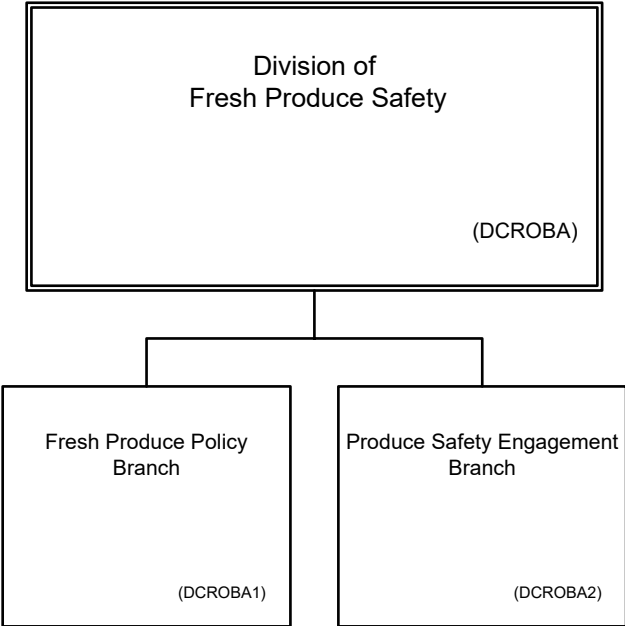 Division of
Fresh Produce Safety
(DCROBA)
Fresh Produce Policy
Branch
(DCROBA1)
Produce Safety Engagement
Branch
(DCROBA2)